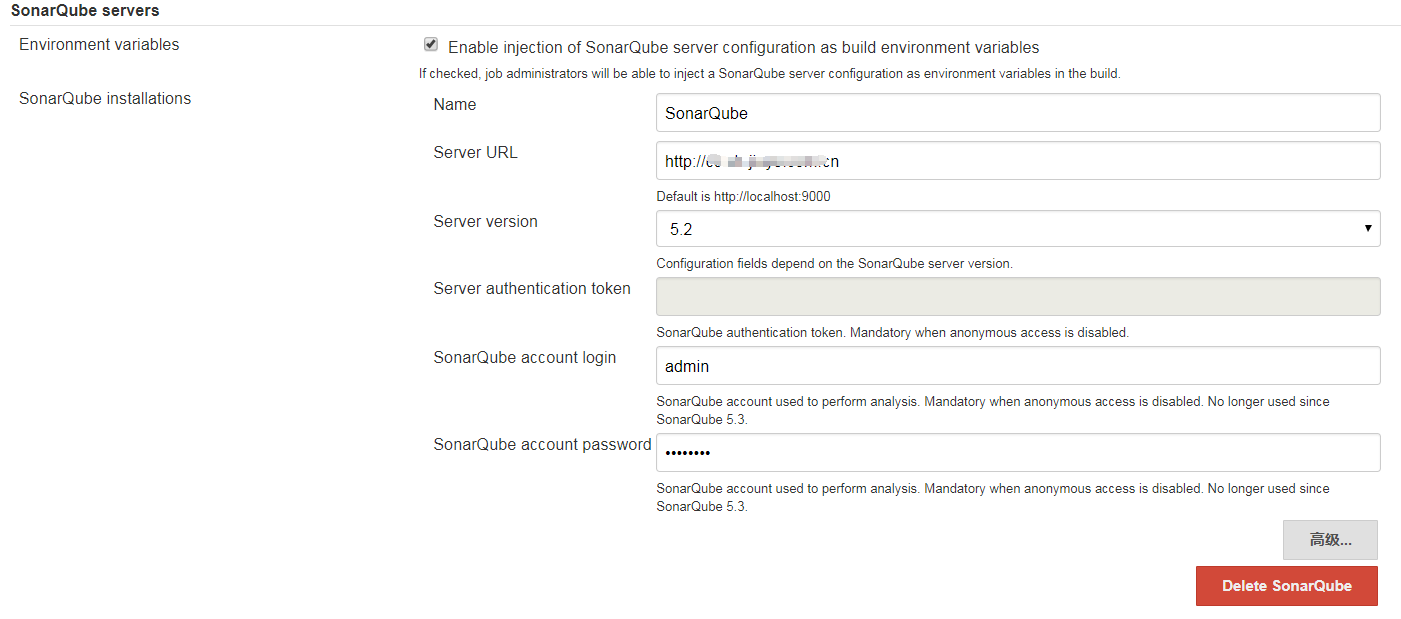 SonarQube servers
Environment variables
Enable injection of SonarQube server configuration as build environment variables
If checked, job administrators will be able to inject a SonarQube server configuration as environment variables in the build.
SonarQube installations
Name
SonarQube
Server URL
http://
Default is http://localhost:9000
Server version
5.2
Configuration fields depend on the SonarQube server version.
Server authentication token
SonarQube authentication token. Mandatory when anonymous access is disabled.
SonarQube account login
admin
SonarQube account used to perform analysis. Mandatory when anonymous access is disabled. No longer used since
SonarQube 5.3.
SonarQube account password
••••••••
SonarQube account used to perform analysis. Mandatory when anonymous access is disabled. No longer used since
SonarQube 5.3.
高级...
Delete SonarQube